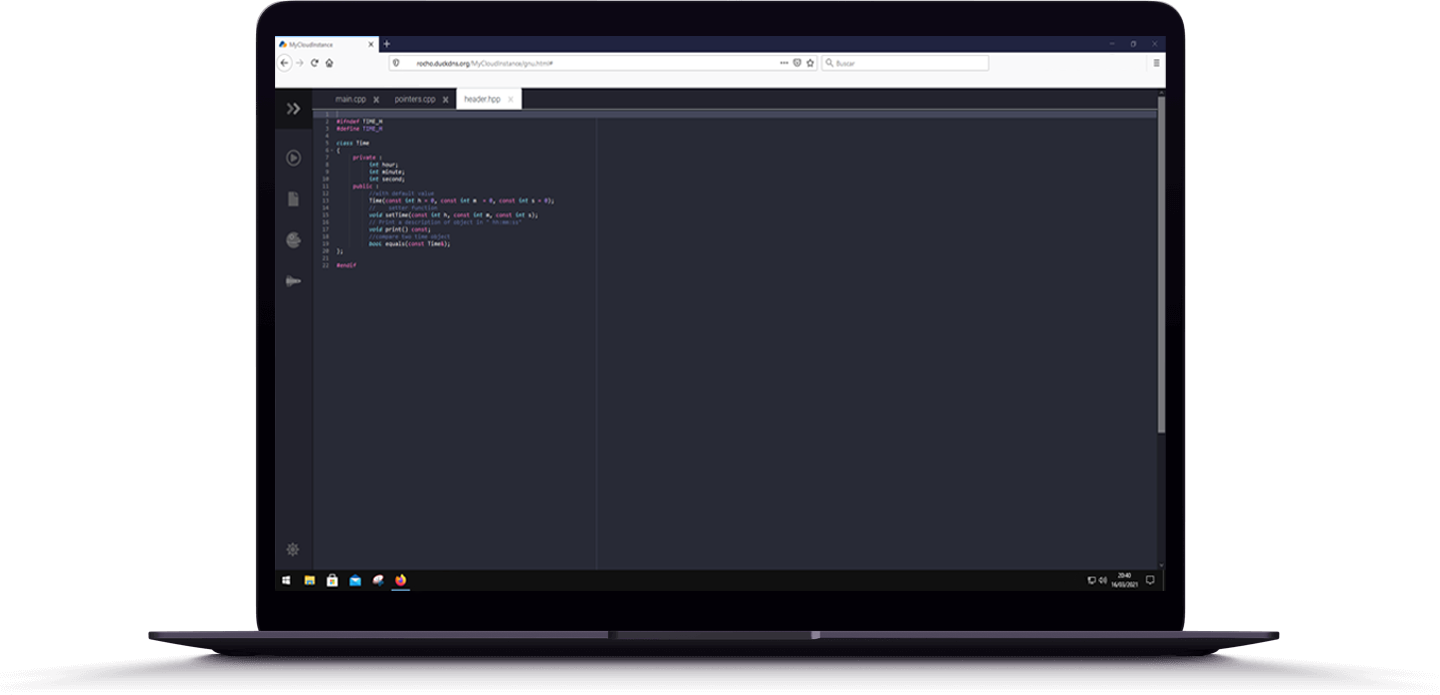 MyCloudInstance
rocho.duckdns.org/MyCloudInstance/gnu.html#
Buscar
main.cpp x pointers.cpp x header.hpp x
1
2 #ifndef TIME_H
3 #define TIME_H
4
5 class Time
6 {
7 private :
8 int hour;
9 int minute;
10 int second;
11 public :
12 //with default value
13 Time(const int h = 0, const int m = 0, const int s = 0);
14 // setter function
15 void setTime(const int h, const int m, const int s);
16 // Print a description of object in " hh:mm:ss"
17 void print() const;
18 //compare two time object
19 bool equals(const Time&);
20 };
21
22 #endif
20:40
16/03/2021